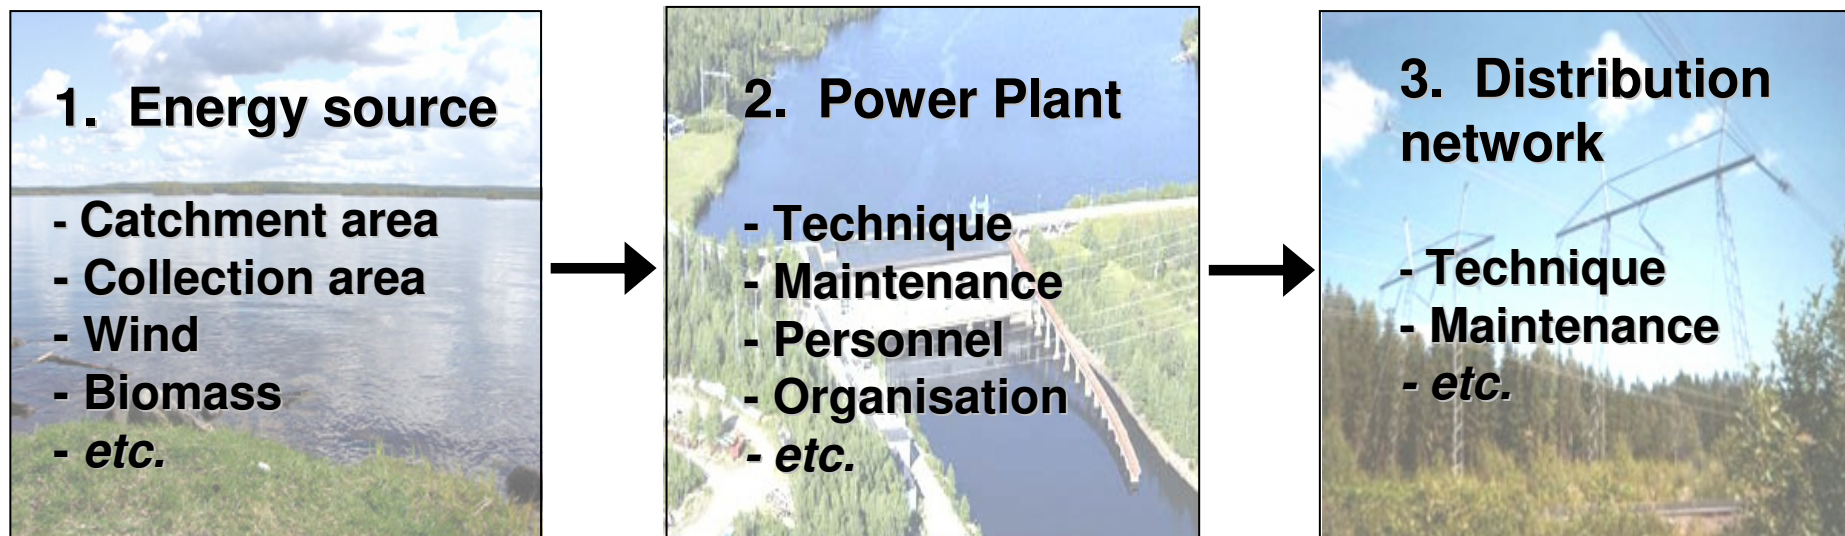 1. Energy source
- Catchment area
- Collection area
- Wind
- Biomass
- etc.
2. Power Plant
- Technique
- Maintenance
- Personnel
- Organisation
- etc.
3. Distribution
network
- Technique
- Maintenance
- etc.